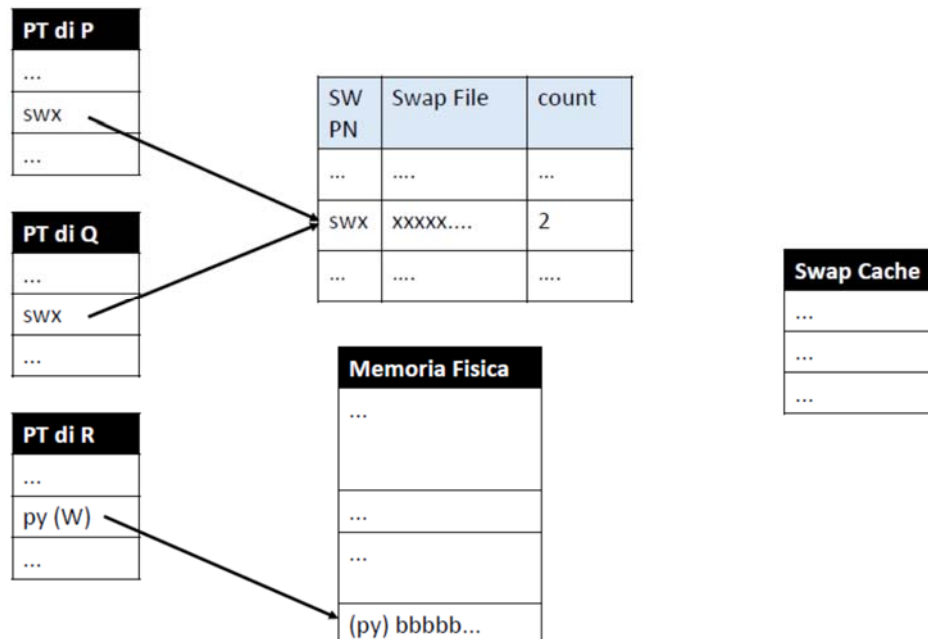 PT di P
...
swx
...
PT di Q
...
swx
...
PT di R
...
py (W)
...
SW PN Swap File count
... .... ...
swx xxxxx.... 2
... .... ....
Memoria Fisica
...
...
...
(py) bbbbb...
Swap Cache
...
...
...